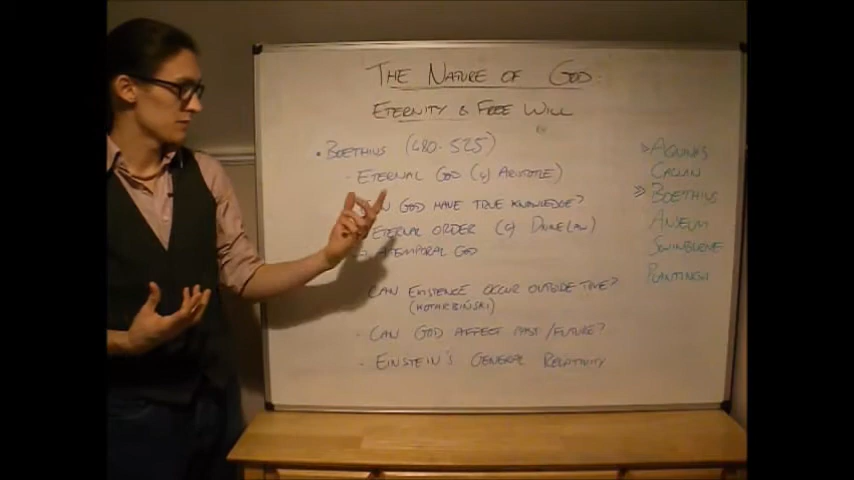 THE NATURE OF GOD
ETERNITY & FREE WILL
• BOETHIUS (480-525)
- ETERNAL GOD (cf ARISTOTLE)
GOD HAVE TRUE KNOWLEDGE?
ETERNAL ORDER (cf DIVINE LAW)
ATEMPORAL GOD
CAN EXISTENCE OCCUR OUTSIDE TIME?
(KOTARBIŃSKI)
- CAN GOD AFFECT PAST/FUTURE?
- EINSTEIN'S GENERAL RELATIVITY
AQUINAS
CALVIN
» BOETHIUS
ANSELM
SWINBURNE
PLANTINGA